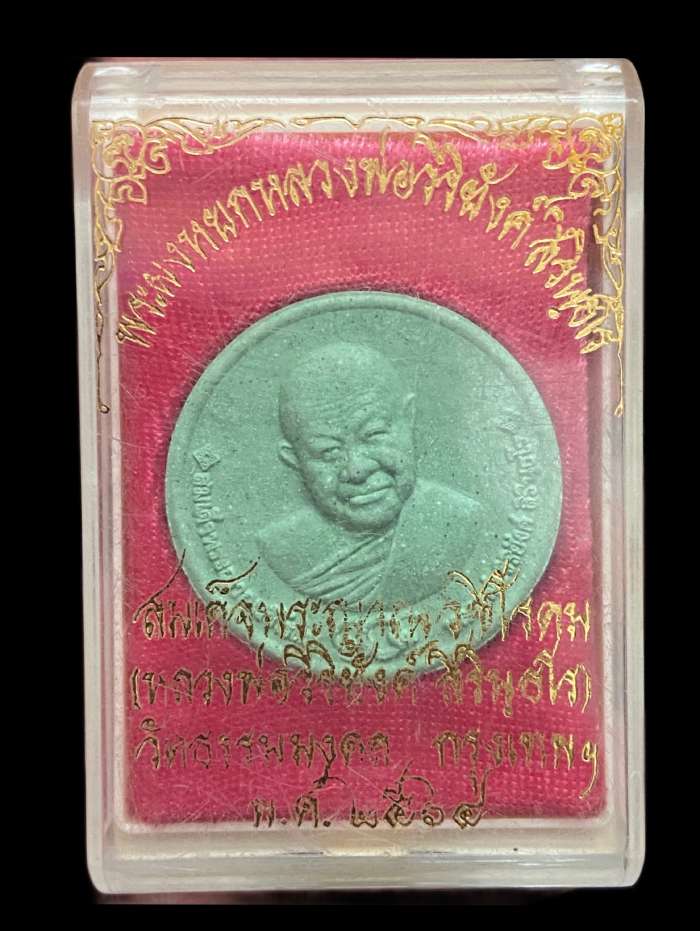 พระผงหยกหลวงพ่อวิริยังค์ สิรินฺธโร
สมเด็จพระญาณวชิโรดม
(หลวงพ่อวิริยังค์ สิรินฺธโร)
วัดธรรมมงคล กรุงเทพฯ
พ.ศ. ๒๕๖๔